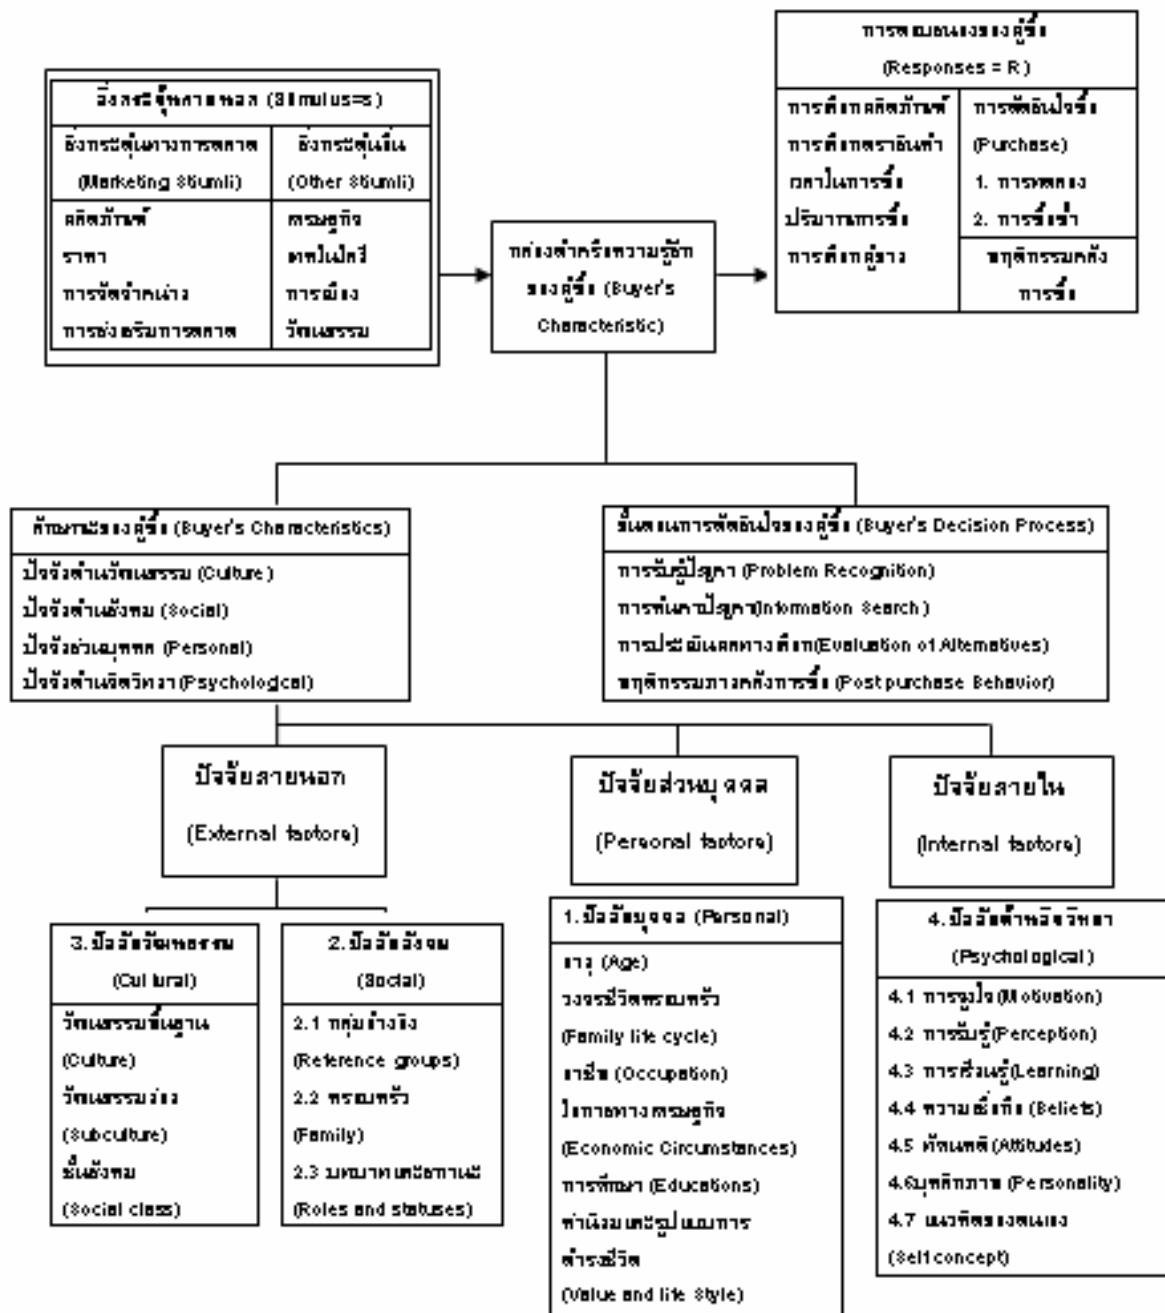 การตอบสนองของผู้ซื้อ
(Responses = R)
สิ่งกระตุ้นภายนอก (Stimulus=s)
สิ่งกระตุ้นทางการตลาด
(Marketing Stiumli)
ผลิตภัณฑ์
ราคา
การจัดจำหน่าย
การส่งเสริมการตลาด
สิ่งกระตุ้นอื่น
(Other Stiumli)
เศรษฐกิจ
เทคโนโลยี
การเมือง
วัฒนธรรม
กล่องดำหรือความรู้สึก
ของผู้ซื้อ (Buyer's
Characteristic)
การเลือกผลิตภัณฑ์
การเลือกตราสินค้า
เวลาในการซื้อ
ปริมาณการซื้อ
การเลือกผู้ขาย
การตัดสินใจซื้อ
(Purchase)
1. การทดลอง
2. การซื้อซ้ำ
พฤติกรรมหลัง
การซื้อ
ลักษณะของผู้ซื้อ (Buyer's Characteristics)
ปัจจัยด้านวัฒนธรรม (Culture)
ปัจจัยด้านสังคม (Social)
ปัจจัยส่วนบุคคล (Personal)
ปัจจัยด้านจิตวิทยา (Psychological)
ขั้นตอนการตัดสินใจของผู้ซื้อ (Buyer's Decision Process)
การรับรู้ปัญหา (Problem Recognition)
การค้นหาปัญหา(Information Search)
การประเมินผลทางเลือก(Evaluation of Alternatives)
พฤติกรรมภายหลังการซื้อ (Post purchase Behavior)
ปัจจัยภายนอก
(External factors)
ปัจจัยส่วนบุคคล
(Personal factors)
ปัจจัยภายใน
(Internal factors)
3. ปัจจัยวัฒนธรรม
(Cultural)
วัฒนธรรมพื้นฐาน
(Culture)
วัฒนธรรมย่อย
(Subculture)
ชั้นสังคม
(Social class)
2. ปัจจัยสังคม
(Social)
2.1 กลุ่มอ้างอิง
(Reference groups)
2.2 ครอบครัว
(Family)
2.3 บทบาทและสถานะ
(Roles and statuses)
1. ปัจจัยบุคคล (Personal)
อายุ (Age)
วงจรชีวิตครอบครัว
(Family life cycle)
อาชีพ (Occupation)
โอกาสทางเศรษฐกิจ
(Economic Circumstances)
การศึกษา (Educations)
ค่านิยมและรูปแบบการ
ดำรงชีวิต
(Value and life Style)
4. ปัจจัยด้านจิตวิทยา
(Psychological)
4.1 การจูงใจ (Motivation)
4.2 การรับรู้ (Perception)
4.3 การเรียนรู้(Learning)
4.4 ความเชื่อถือ (Beliefs)
4.5 ทัศนคติ (Attitudes)
4.6บุคลิกภาพ (Personality)
4.7 แนวคิดของตนเอง
(Self concept)